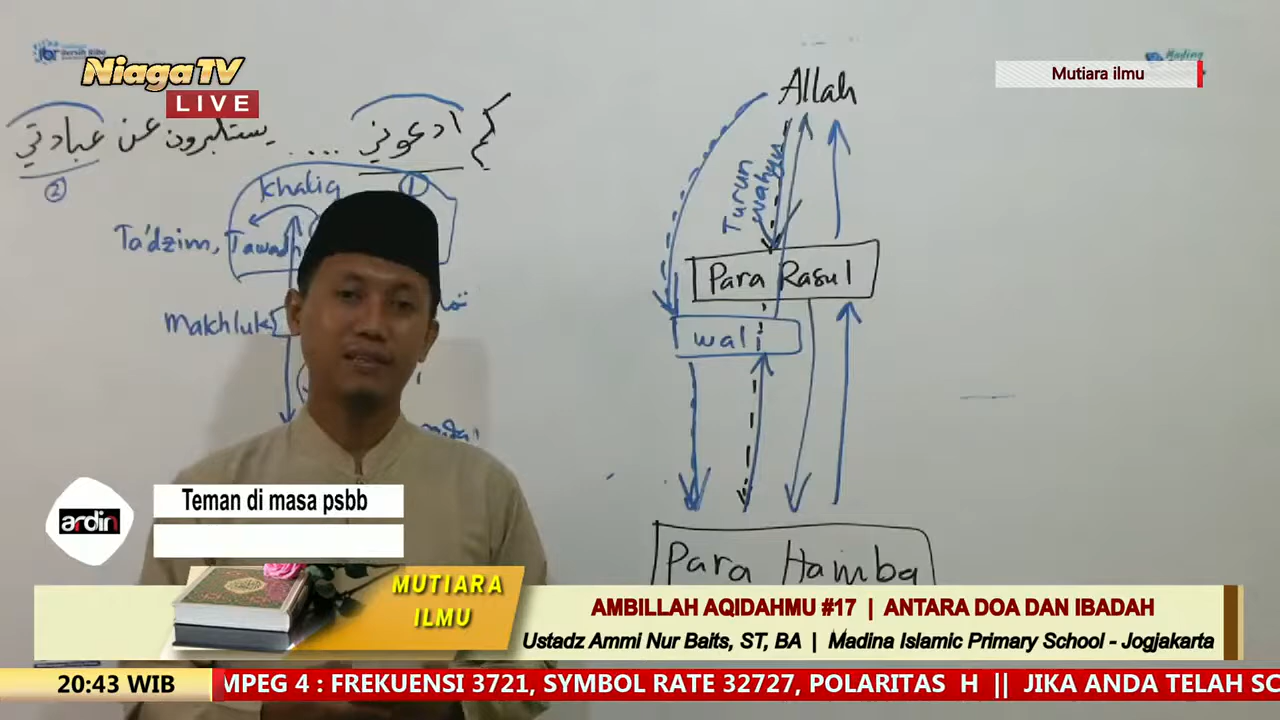 NiagaTV
LIVE
Mutiara ilmu
Allah
ادعوني .... يستكبرون عن عبادتي
① ②
Khaliq
Turun wahyu
Ta'dzim, Tawadh
Para Rasul
Makhluk
wali
Teman di masa psbb
ardin
Para Hamba
MUTIARA
ILMU
AMBILLAH AQIDAHMU #17 | ANTARA DOA DAN IBADAH
Ustadz Ammi Nur Baits, ST, BA | Madina Islamic Primary School - Jogjakarta
20:43 WIB
MPEG 4 : FREKUENSI 3721, SYMBOL RATE 32727, POLARITAS H || JIKA ANDA TELAH SC